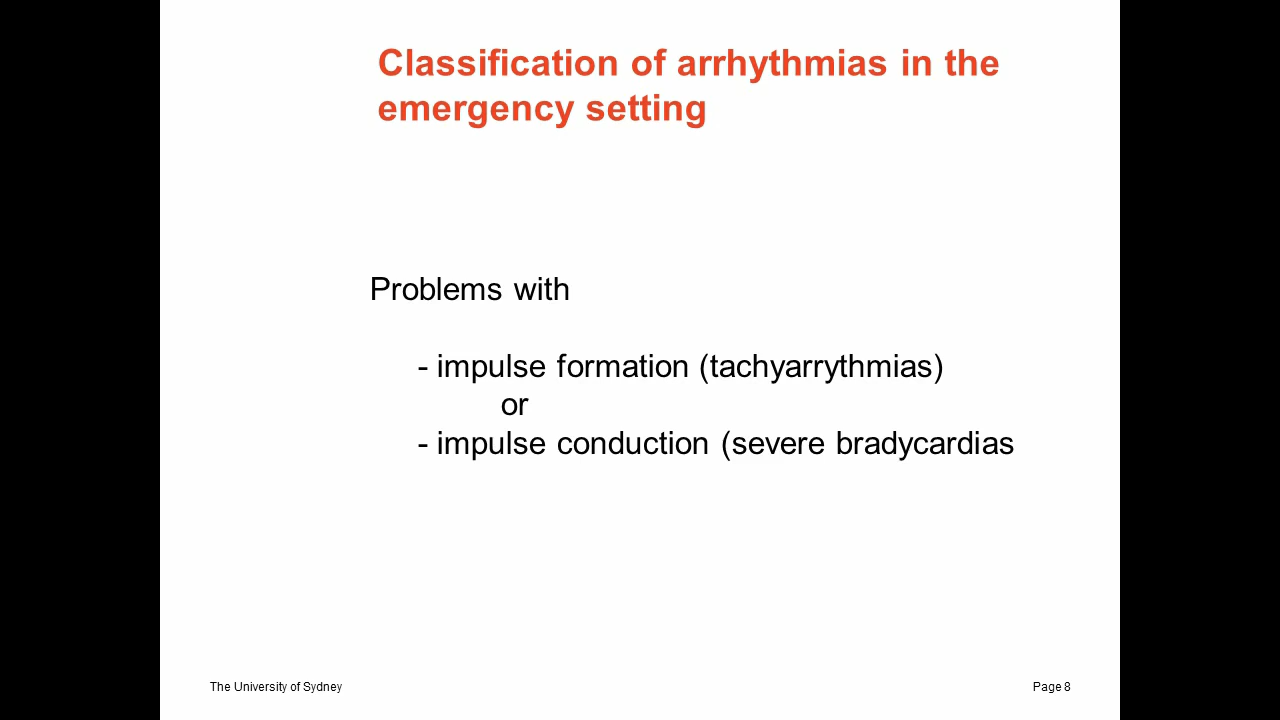 Classification of arrhythmias in the
emergency setting
Problems with
- impulse formation (tachyarrythmias)
or
- impulse conduction (severe bradycardias
The University of Sydney
Page 8